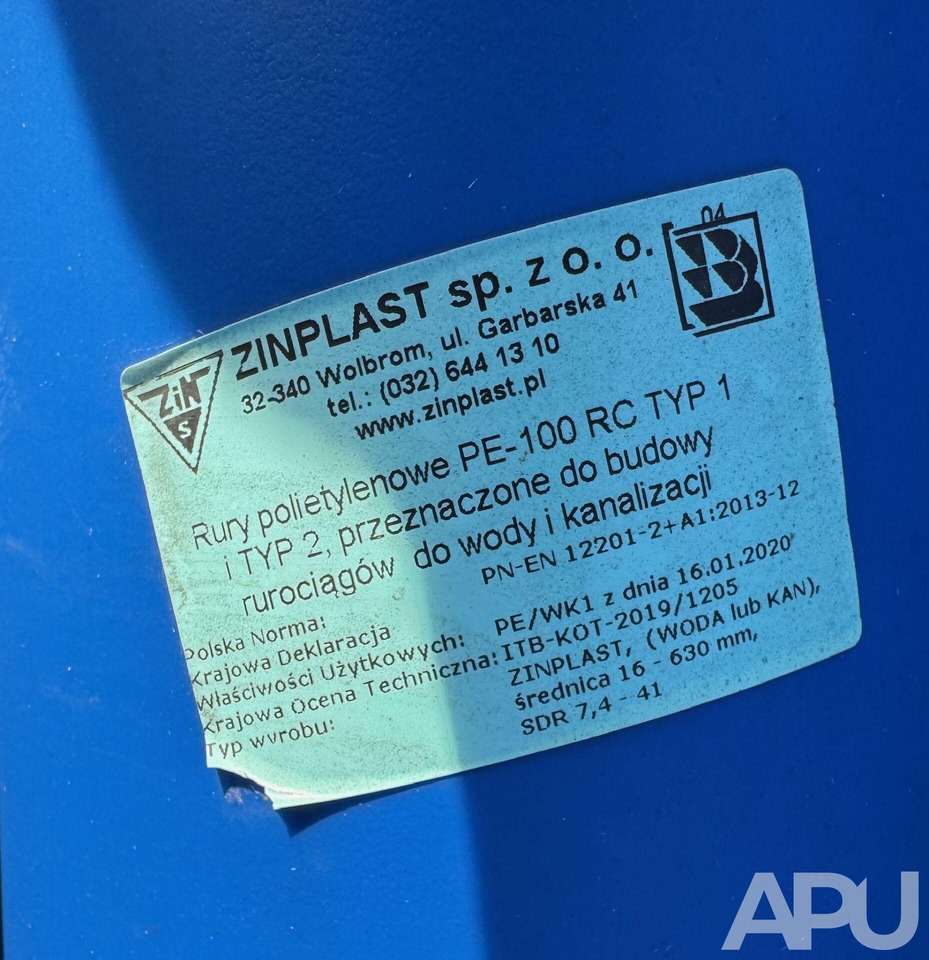 04
ZINPLAST sp. z o. o.
32-340 Wolbrom, ul. Garbarska 41
tel.: (032) 644 13 10
www.zinplast.pl
ZiN
S
B
Rury polietylenowe PE-100 RC TYP 1
i TYP 2, przeznaczone do budowy
rurociągów do wody i kanalizacji
Polska Norma: PN-EN 12201-2+A1:2013-12
Krajowa Deklaracja
Właściwości Użytkowych: PE/WK1 z dnia 16.01.2020
Krajowa Ocena Techniczna: ITB-KOT-2019/1205
Typ wyrobu: ZINPLAST, (WODA lub KAN),
średnica 16 - 630 mm,
SDR 7,4 - 41
APU